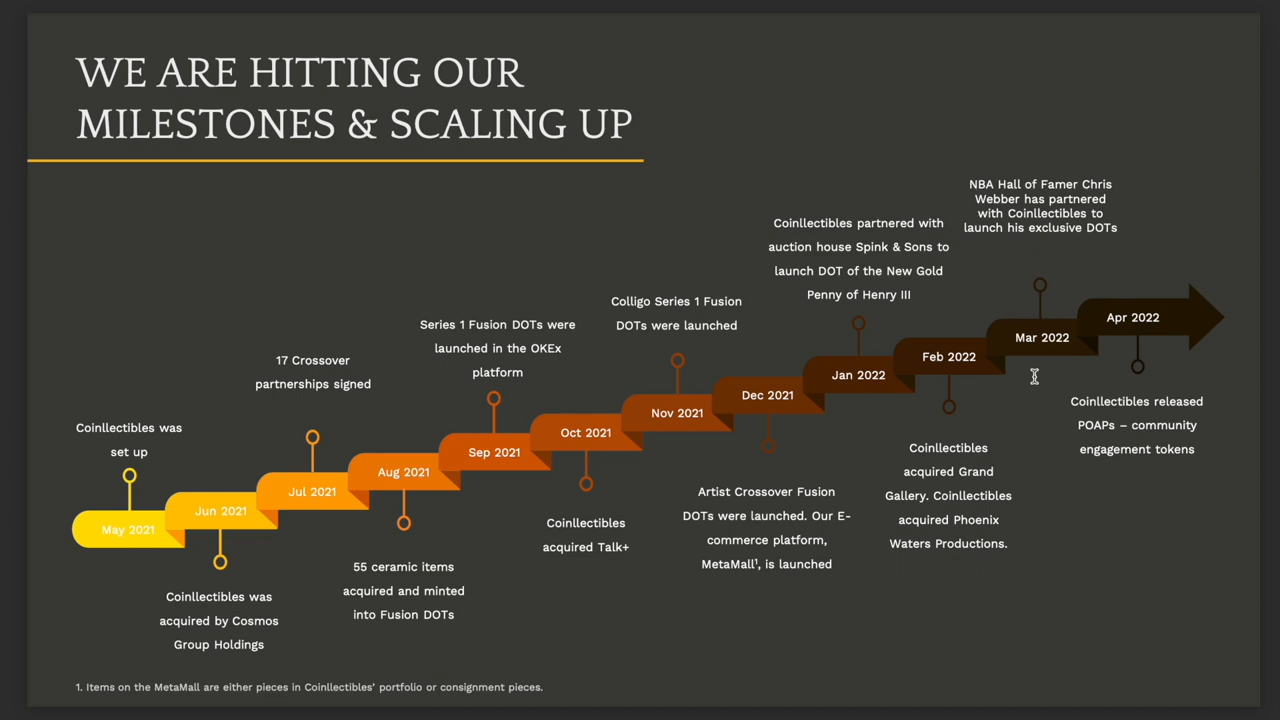 WE ARE HITTING OUR
MILESTONES & SCALING UP
Coinllectibles was
set up
May 2021
Jun 2021
Coinllectibles was
acquired by Cosmos
Group Holdings
17 Crossover
partnerships signed
Jul 2021
Aug 2021
55 ceramic items
acquired and minted
into Fusion DOTs
Series 1 Fusion DOTs were
launched in the OKEx
platform
Sep 2021
Oct 2021
Coinllectibles
acquired Talk+
Colligo Series 1 Fusion
DOTs were launched
Nov 2021
Dec 2021
Artist Crossover Fusion
DOTs were launched. Our E-
commerce platform,
MetaMall¹, is launched
Coinllectibles partnered with
auction house Spink & Sons to
launch DOT of the New Gold
Penny of Henry III
Jan 2022
Feb 2022
Coinllectibles
acquired Grand
Gallery. Coinllectibles
acquired Phoenix
Waters Productions.
NBA Hall of Famer Chris
Webber has partnered
with Coinllectibles to
launch his exclusive DOTs
Mar 2022
Apr 2022
Coinllectibles released
POAPs – community
engagement tokens
1. Items on the MetaMall are either pieces in Coinllectibles' portfolio or consignment pieces.